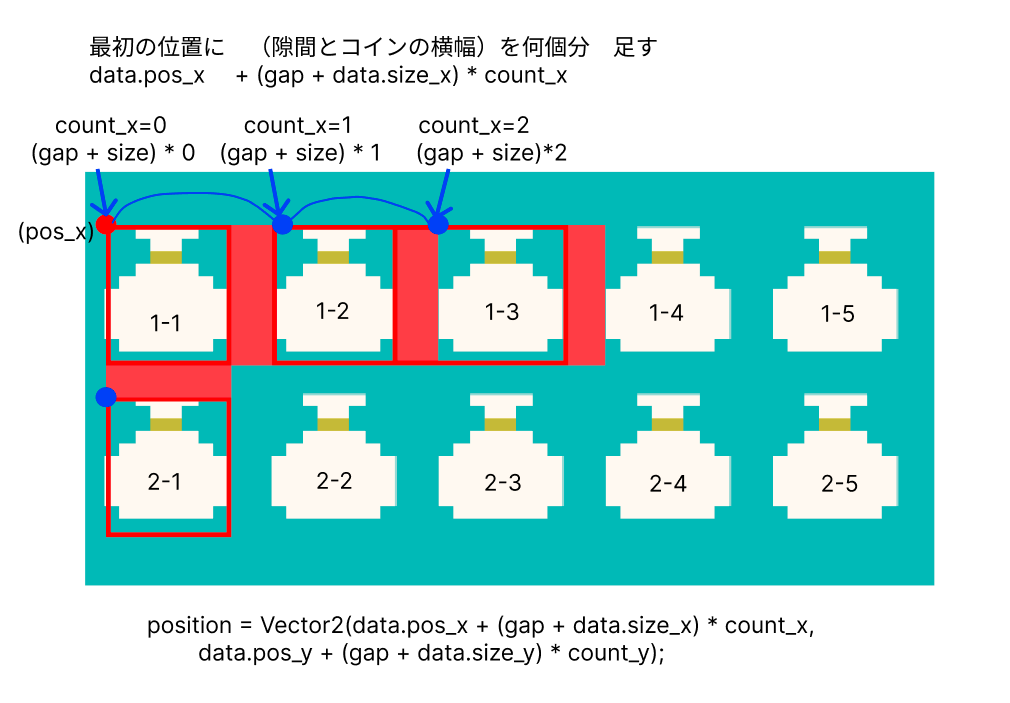 最初の位置に （隙間とコインの横幅）を何個分 足す
data.pos_x + (gap + data.size_x) * count_x
count_x=0 count_x=1 count_x=2
(gap + size) * 0 (gap + size) * 1 (gap + size)*2
(pos_x)
1-1 1-2 1-3 1-4 1-5
2-1 2-2 2-3 2-4 2-5
position = Vector2(data.pos_x + (gap + data.size_x) * count_x,
data.pos_y + (gap + data.size_y) * count_y);